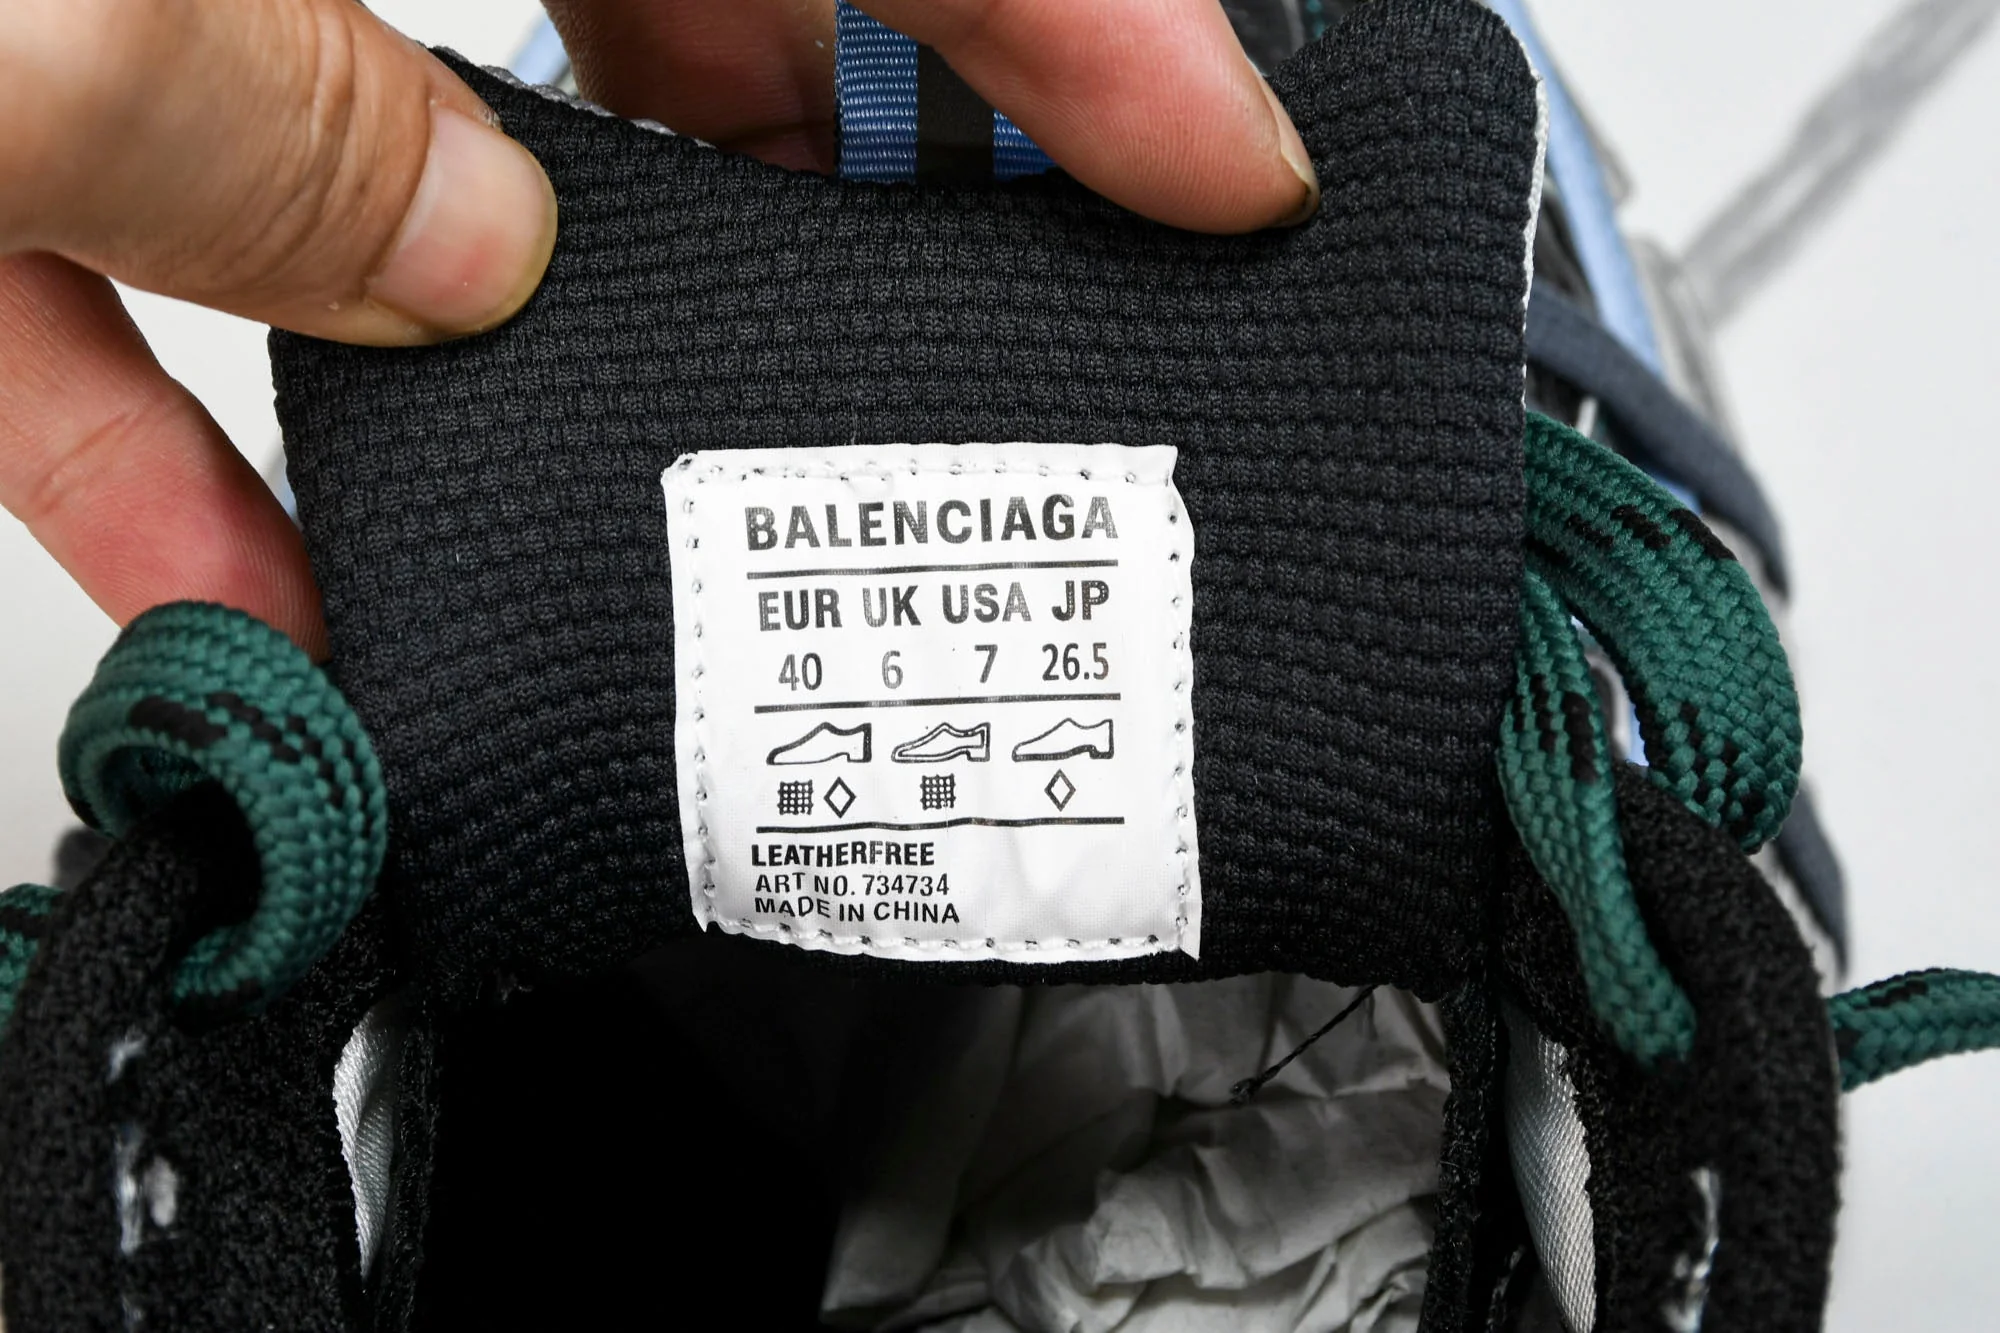 BALENCIAGA
EUR UK USA JP
40 6 7 26.5
LEATHERFREE
ART NO. 734734
MADE IN CHINA